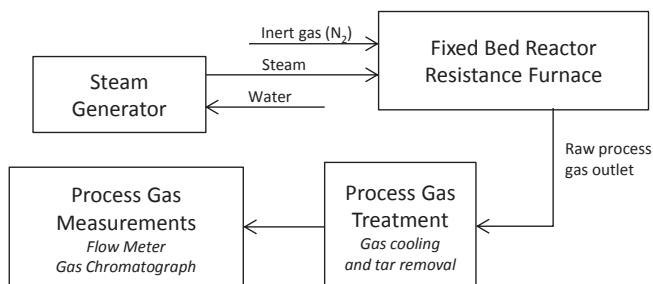 Inert gas (N₂)
Fixed Bed Reactor
Resistance Furnace
Steam
Generator
Steam
Water
Raw process
gas outlet
Process Gas
Measurements
Flow Meter
Gas Chromatograph
Process Gas
Treatment
Gas cooling
and tar removal